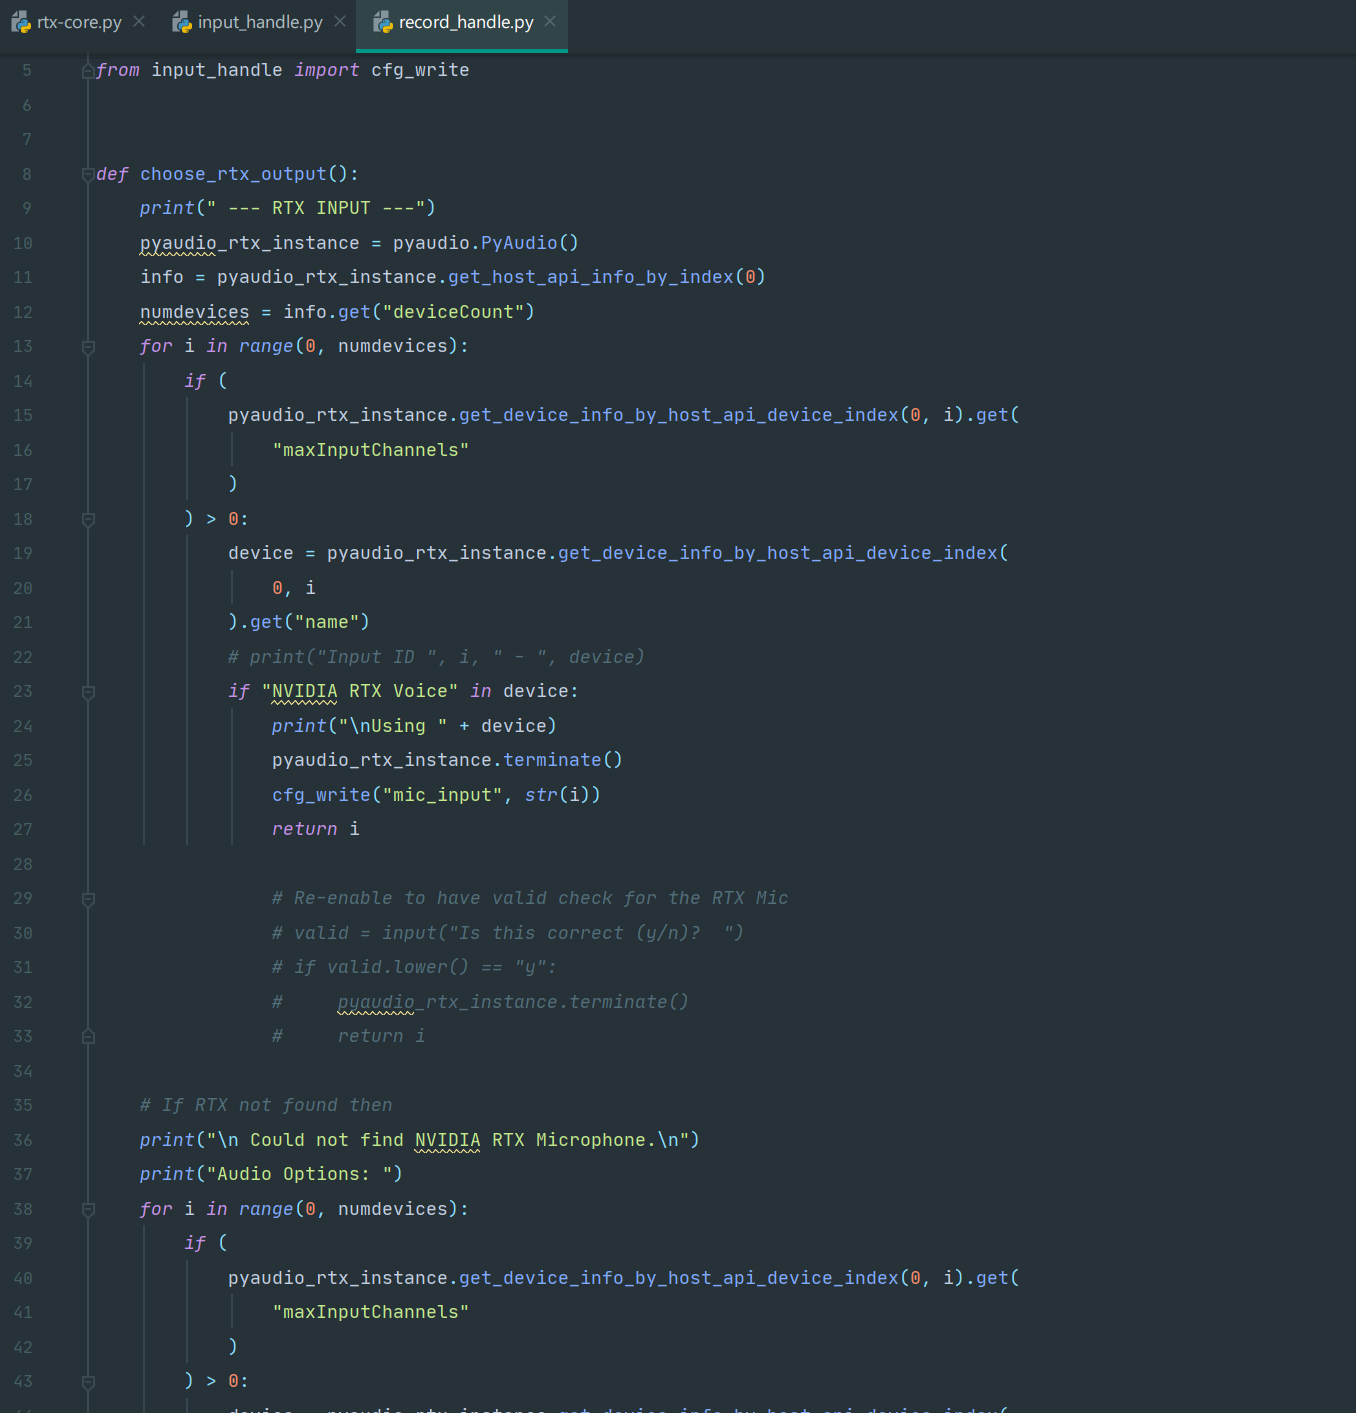 rtx-core.py input_handle.py record_handle.py
5 from input_handle import cfg_write
6
7
8 def choose_rtx_output():
9     print(" --- RTX INPUT ---")
10     pyaudio_rtx_instance = pyaudio.PyAudio()
11     info = pyaudio_rtx_instance.get_host_api_info_by_index(0)
12     numdevices = info.get("deviceCount")
13     for i in range(0, numdevices):
14         if (
15             pyaudio_rtx_instance.get_device_info_by_host_api_device_index(0, i).get(
16                 "maxInputChannels"
17             )
18         ) > 0:
19             device = pyaudio_rtx_instance.get_device_info_by_host_api_device_index(
20                 0, i
21             ).get("name")
22             # print("Input ID ", i, " - ", device)
23             if "NVIDIA RTX Voice" in device:
24                 print("\nUsing " + device)
25                 pyaudio_rtx_instance.terminate()
26                 cfg_write("mic_input", str(i))
27                 return i
28
29                 # Re-enable to have valid check for the RTX Mic
30                 # valid = input("Is this correct (y/n)?  ")
31                 # if valid.lower() == "y":
32                 #     pyaudio_rtx_instance.terminate()
33                 #     return i
34
35     # If RTX not found then
36     print("\n Could not find NVIDIA RTX Microphone.\n")
37     print("Audio Options: ")
38     for i in range(0, numdevices):
39         if (
40             pyaudio_rtx_instance.get_device_info_by_host_api_device_index(0, i).get(
41                 "maxInputChannels"
42             )
43         ) > 0:
44             device = pyaudio_rtx_instance.get_device_info_by_host_api_device_index(